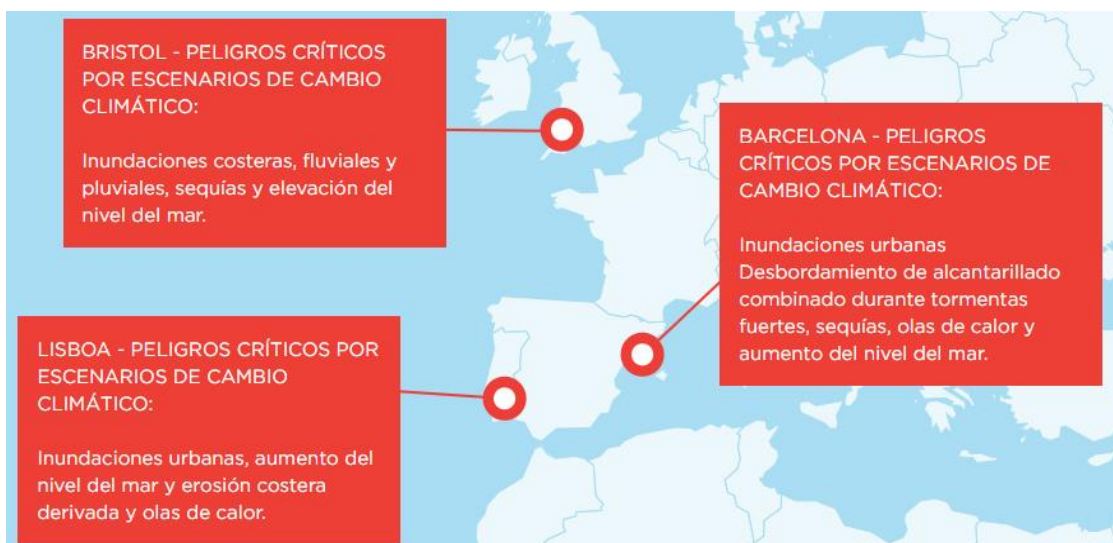 BRISTOL - PELIGROS CRÍTICOS
POR ESCENARIOS DE CAMBIO
CLIMÁTICO:
Inundaciones costeras, fluviales y
pluviales, sequías y elevación del
nivel del mar.
BARCELONA - PELIGROS
CRÍTICOS POR ESCENARIOS DE
CAMBIO CLIMÁTICO:
Inundaciones urbanas
Desbordamiento de alcantarillado
combinado durante tormentas
fuertes, sequías, olas de calor y
aumento del nivel del mar.
LISBOA - PELIGROS CRÍTICOS POR
ESCENARIOS DE CAMBIO
CLIMÁTICO:
Inundaciones urbanas, aumento del
nivel del mar y erosión costera
derivada y olas de calor.